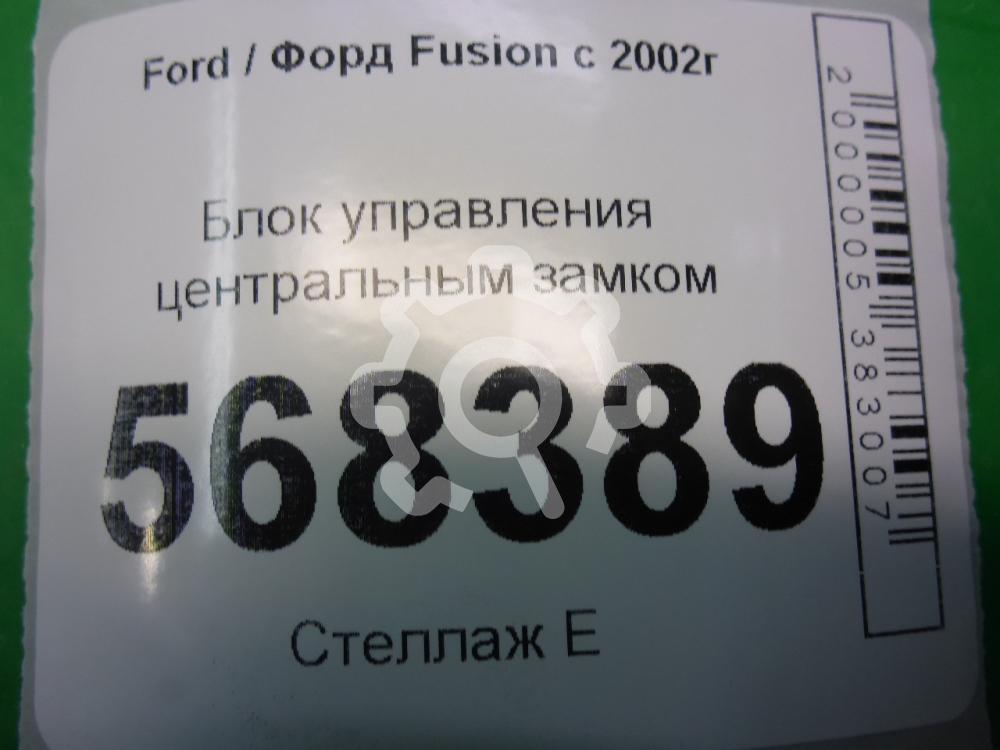 Ford / Форд Fusion с 2002г
Блок управления
центральным замком
568389
Стеллаж Е
2000005383007